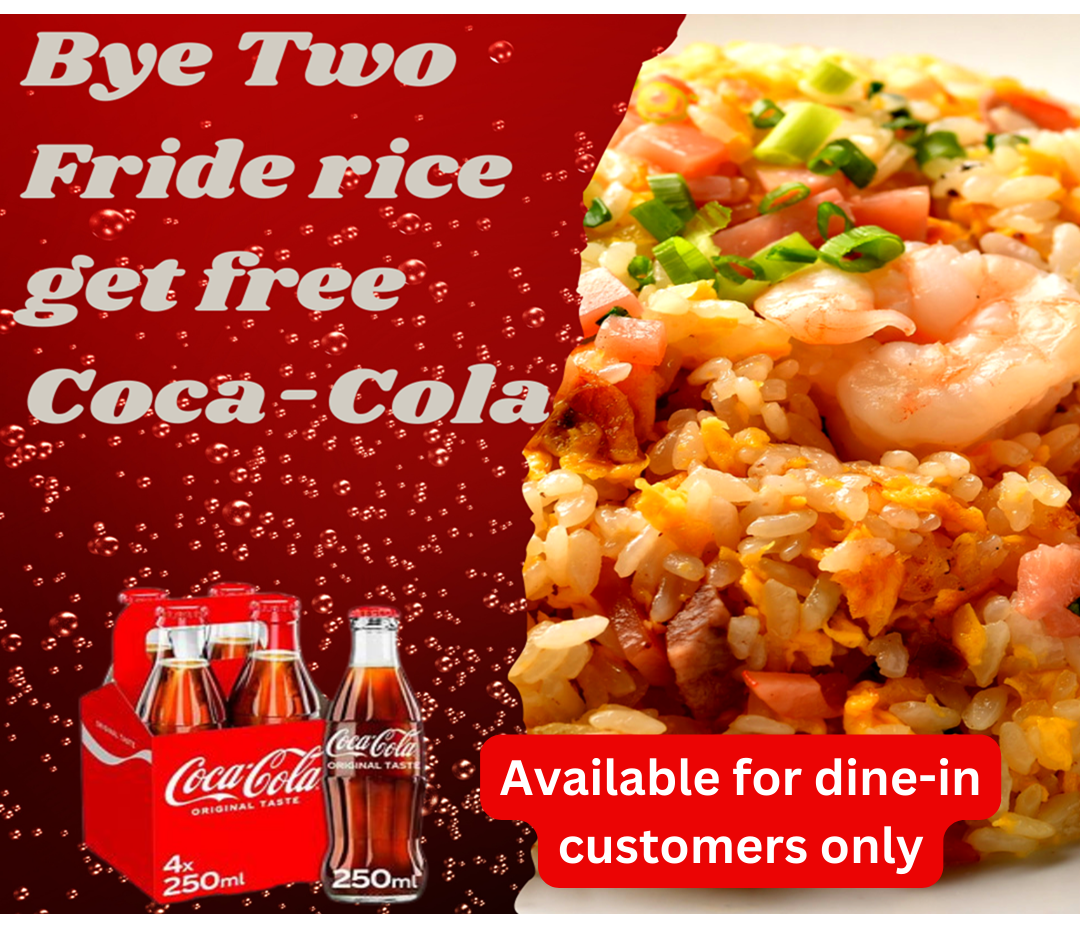 Bye Two
Fride rice
get free
Coca-Cola
Coca-Cola
ORIGINAL TASTE
4x
250ml
Coca-Cola
ORIGINAL TASTE
250ml
Available for dine-in
customers only